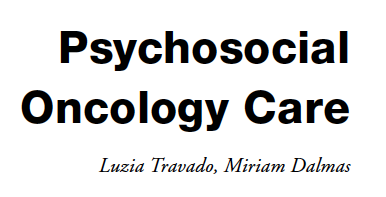 Psychosocial
Oncology Care
Luzia Travado, Miriam Dalmas